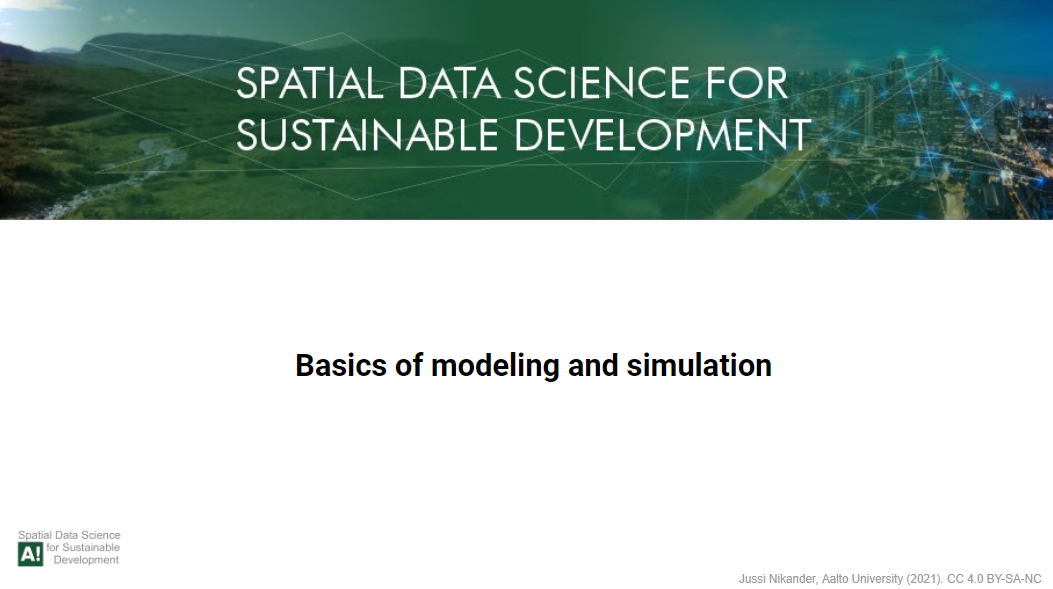 SPATIAL DATA SCIENCE FOR
SUSTAINABLE DEVELOPMENT
Basics of modeling and simulation
Spatial Data Science
A! for Sustainable
Development
Jussi Nikander, Aalto University (2021). CC 4.0 BY-SA-NC